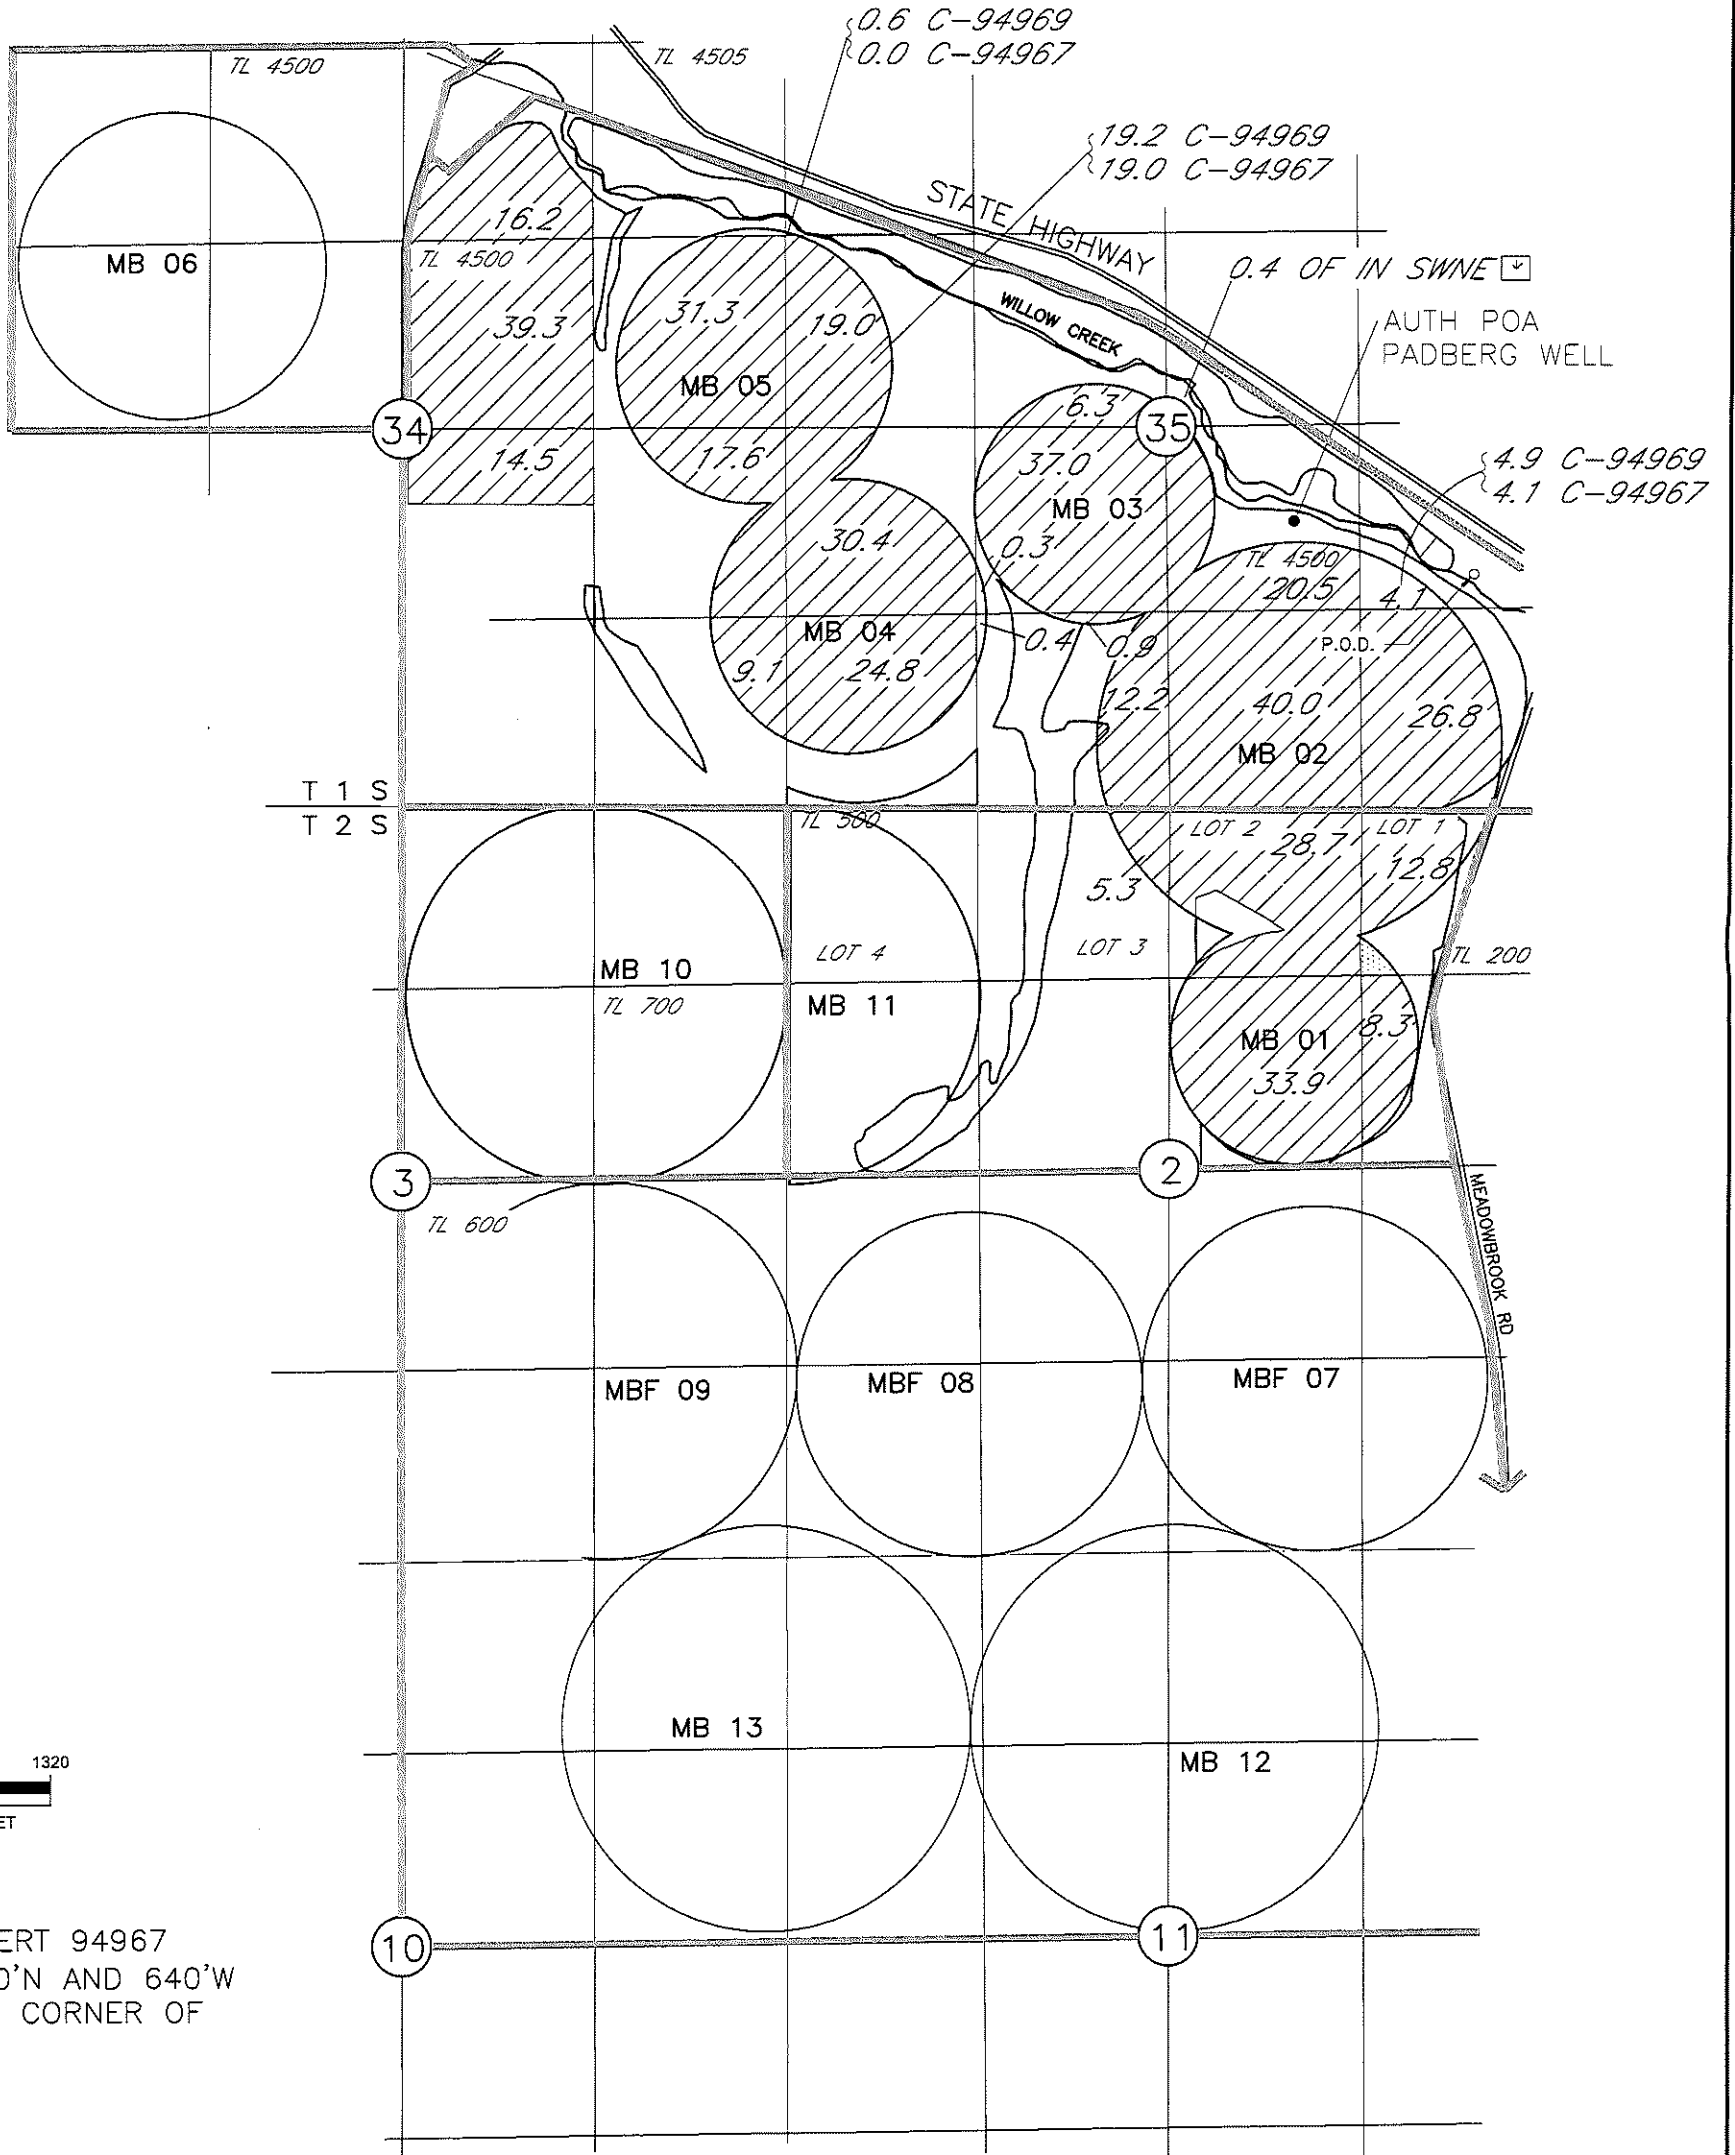 0.6 C-94969
0.0 C-94967
TL 4500
TL 4505
19.2 C-94969
19.0 C-94967
STATE HIGHWAY
16.2
MB 06
TL 4500
0.4 OF IN SWNE
WILLOW CREEK
31.3
19.0
39.3
AUTH POA
PADBERG WELL
MB 05
6.3
34
35
14.5
17.6
37.0
4.9 C-94969
4.1 C-94967
MB 03
30.4
0.3
TL 4500
20.5
4.1
MB 04
0.4
0.9
P.O.D.
9.1
24.8
12.2
40.0
26.8
MB 02
T 1 S
T 2 S
TL 500
LOT 2
28.7
LOT 1
12.8
5.3
LOT 4
LOT 3
TL 200
MB 10
TL 700
MB 11
8.3
MB 01
33.9
3
2
TL 600
MEADOWBROOK RD
MBF 09
MBF 08
MBF 07
MB 13
MB 12
1320
ET
ERT 94967
0'N AND 640'W
CORNER OF
10
11